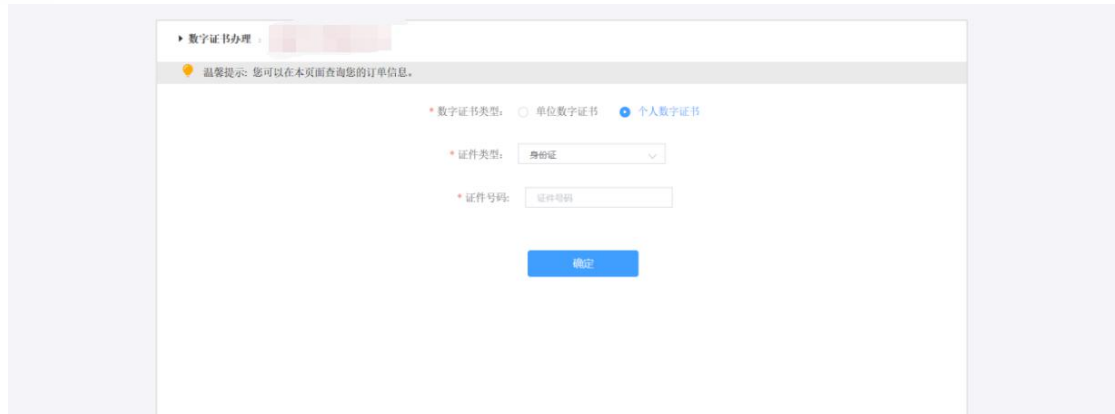 数字证书办理
温馨提示: 您可以在本页面查询您的订单信息。
* 数字证书类型: 单位数字证书 个人数字证书
* 证件类型: 身份证
* 证件号码: 证件号码
确定